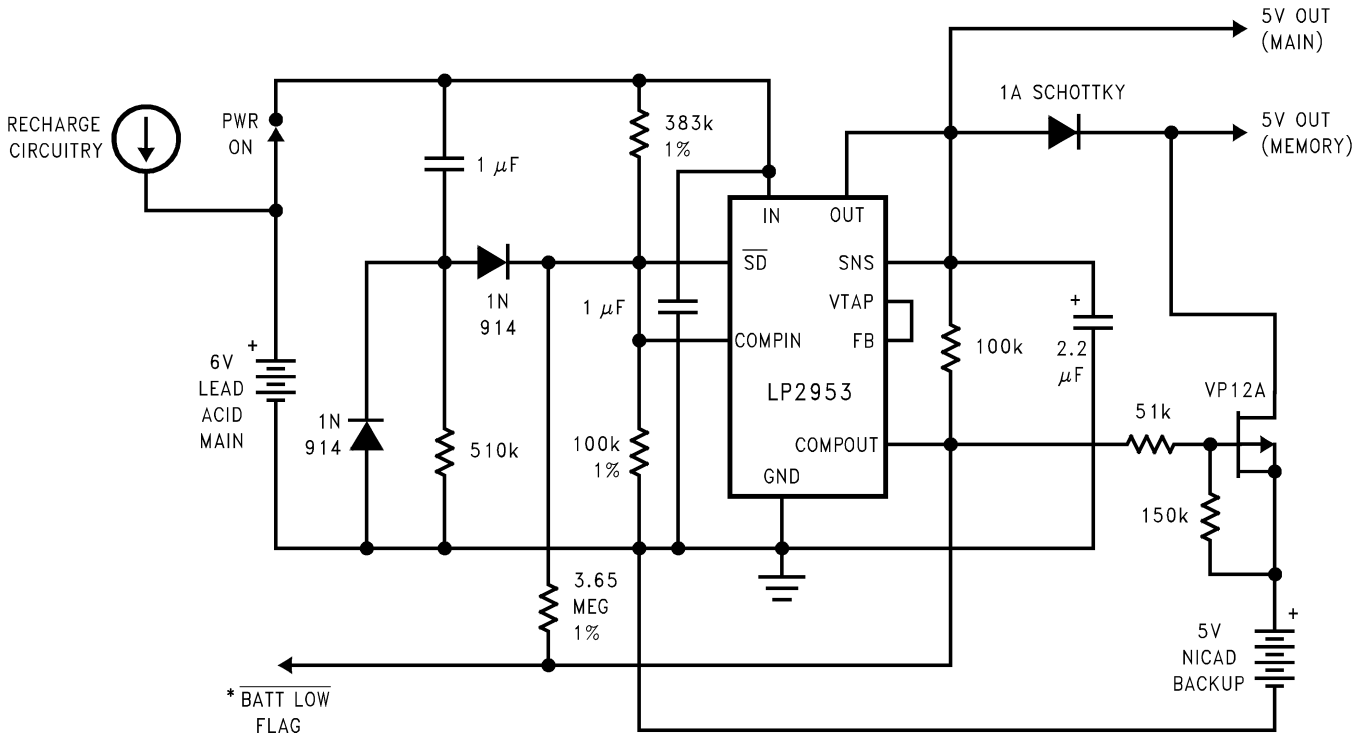 5V OUT
(MAIN)
1A SCHOTTKY
5V OUT
(MEMORY)
RECHARGE
CIRCUITRY
PWR
ON
383k
1%
1 μF
IN
OUT
SD
SNS
1N
914
1 μF
VTAP
FB
COMPIN
+
100k
2.2
μF
+
6V
LEAD
ACID
MAIN
LP2953
VP12A
1N
914
510k
100k
1%
COMPOUT
51k
GND
150k
3.65
MEG
1%
+
5V
NICAD
BACKUP
* BATT LOW
FLAG